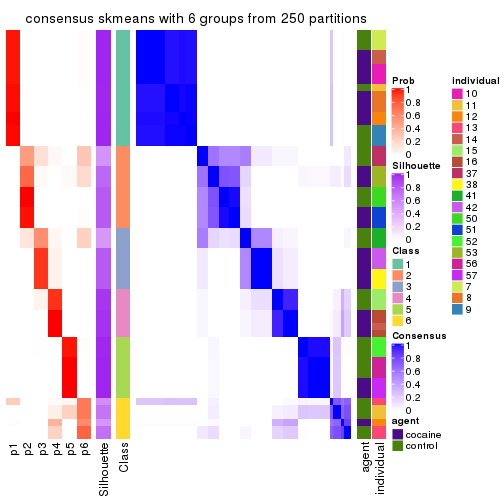 consensus skmeans with 6 groups from 250 partitions
p1
p2
p3
p4
p5
p6
Silhouette
Class
agent
individual
Prob
1
0.8
0.6
0.4
0.2
0
Silhouette
1
0.8
0.6
0.4
0.2
0
Class
1
2
3
4
5
6
Consensus
1
0.8
0.6
0.4
0.2
0
agent
cocaine
control
individual
10
11
12
13
14
15
16
37
38
41
42
50
51
52
53
56
57
7
8
9